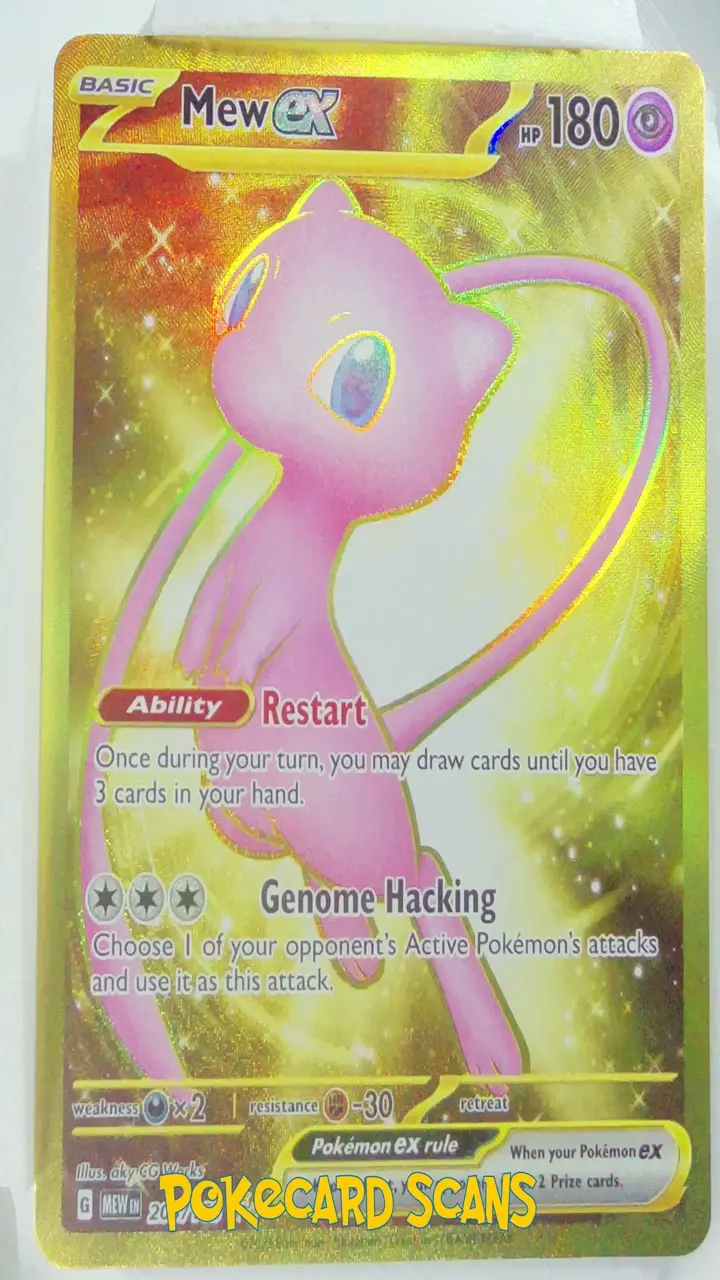 BASIC
Mew ex
HP 180
Ability Restart
Once during your turn, you may draw cards until you have
3 cards in your hand.
Genome Hacking
Choose 1 of your opponent's Active Pokémon's attacks
and use it as this attack.
weakness ×2 resistance -30 retreat
Pokémon ex rule
When your Pokémon ex
2 Prize cards.
Illus. aky CG Works
G MEW EN
POKECARD SCANS